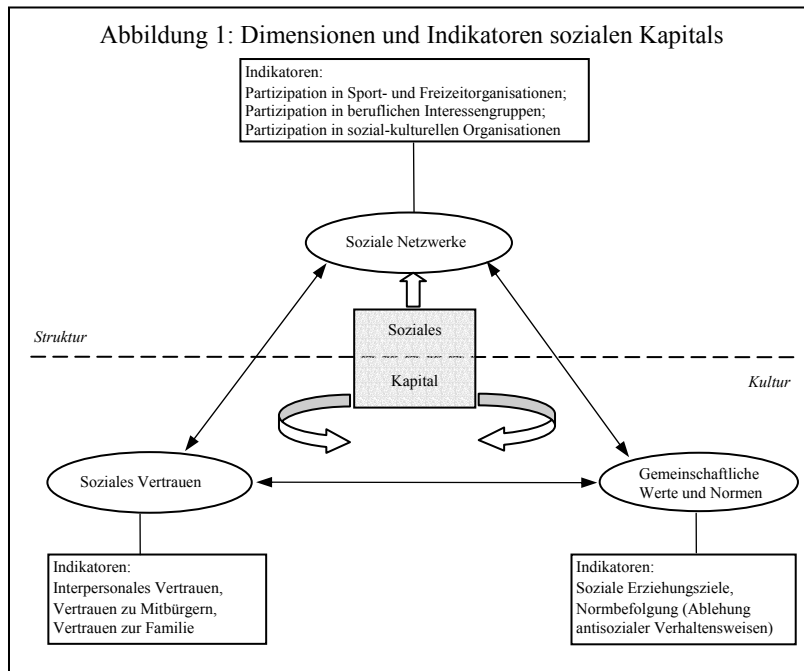 Abbildung 1: Dimensionen und Indikatoren sozialen Kapitals
Indikatoren:
Partizipation in Sport- und Freizeitorganisationen;
Partizipation in beruflichen Interessengruppen;
Partizipation in sozial-kulturellen Organisationen
Soziale Netzwerke
Soziales
Struktur
Kapital
Kultur
Soziales Vertrauen
Gemeinschaftliche
Werte und Normen
Indikatoren:
Interpersonales Vertrauen,
Vertrauen zu Mitbürgern,
Vertrauen zur Familie
Indikatoren:
Soziale Erziehungsziele,
Normbefolgung (Ablehung
antisozialer Verhaltensweisen)